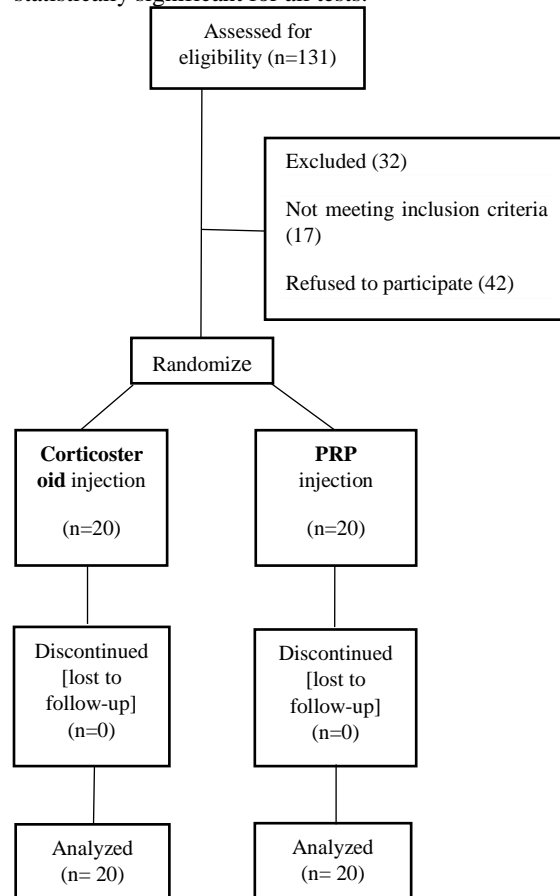 statistically significant for all tests.
Assessed for
eligibility (n=131)
Excluded (32)
Not meeting inclusion criteria
(17)
Refused to participate (42)
Randomize
Corticoster
oid injection
(n=20)
PRP
injection
(n=20)
Discontinued
[lost to
follow-up]
(n=0)
Discontinued
[lost to
follow-up]
(n=0)
Analyzed
(n= 20)
Analyzed
(n= 20)